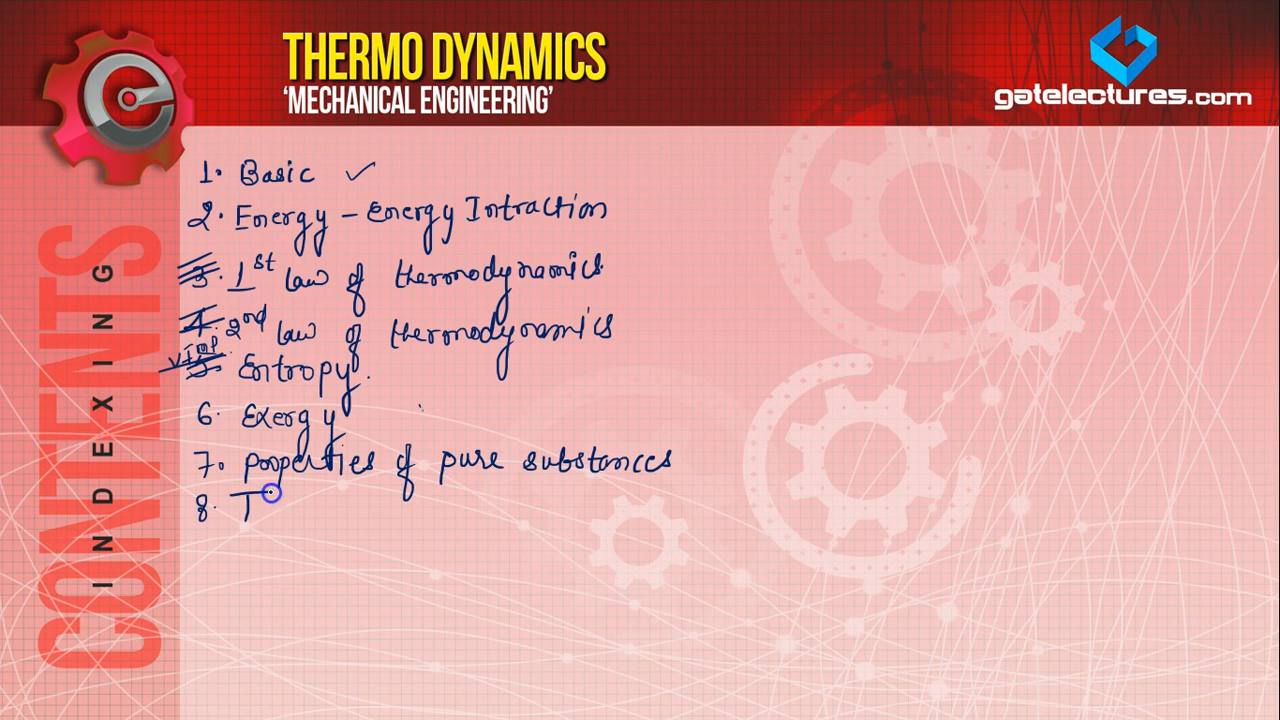 THERMO DYNAMICS
‘MECHANICAL ENGINEERING’
gatelectures.com
CONTENTS
INDEXING
1. Basic ✓
2. Energy – Energy Intraction
3. 1st law of thermodynamics
4. 2nd law of thermodynamics
V.Imp
5. Entropy.
6. Exergy
7. properties of pure substances
8. T